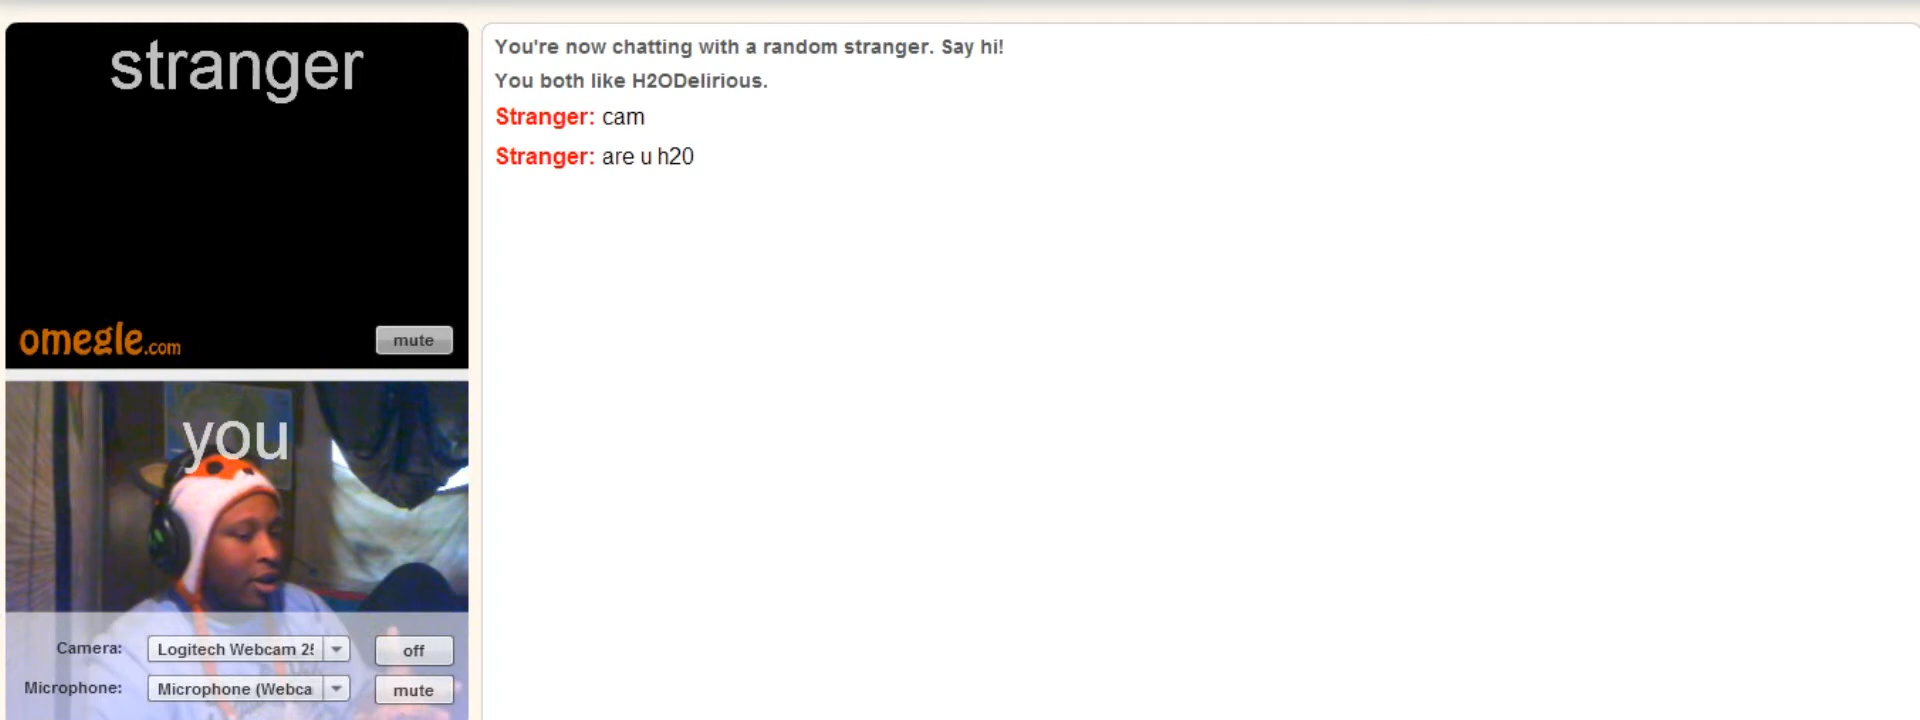 stranger
omegle.com
mute
you
Camera:
Logitech Webcam 2
off
Microphone:
Microphone (Webca
mute
You're now chatting with a random stranger. Say hi!
You both like H2ODelirious.
Stranger: cam
Stranger: are u h20